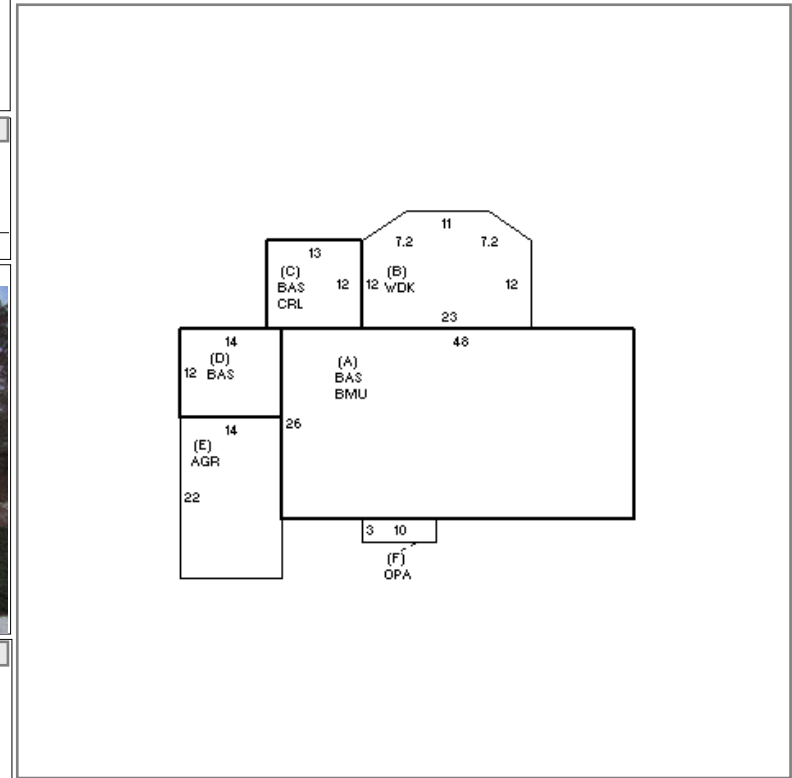 11
7.2 7.2
13
(C)
BAS 12
CRL
(B)
12 WDK 12
23
14
(D)
12 BAS
48
(A)
BAS
BMU
26
14
(E)
AGR
22
3 10
(F)
OPA